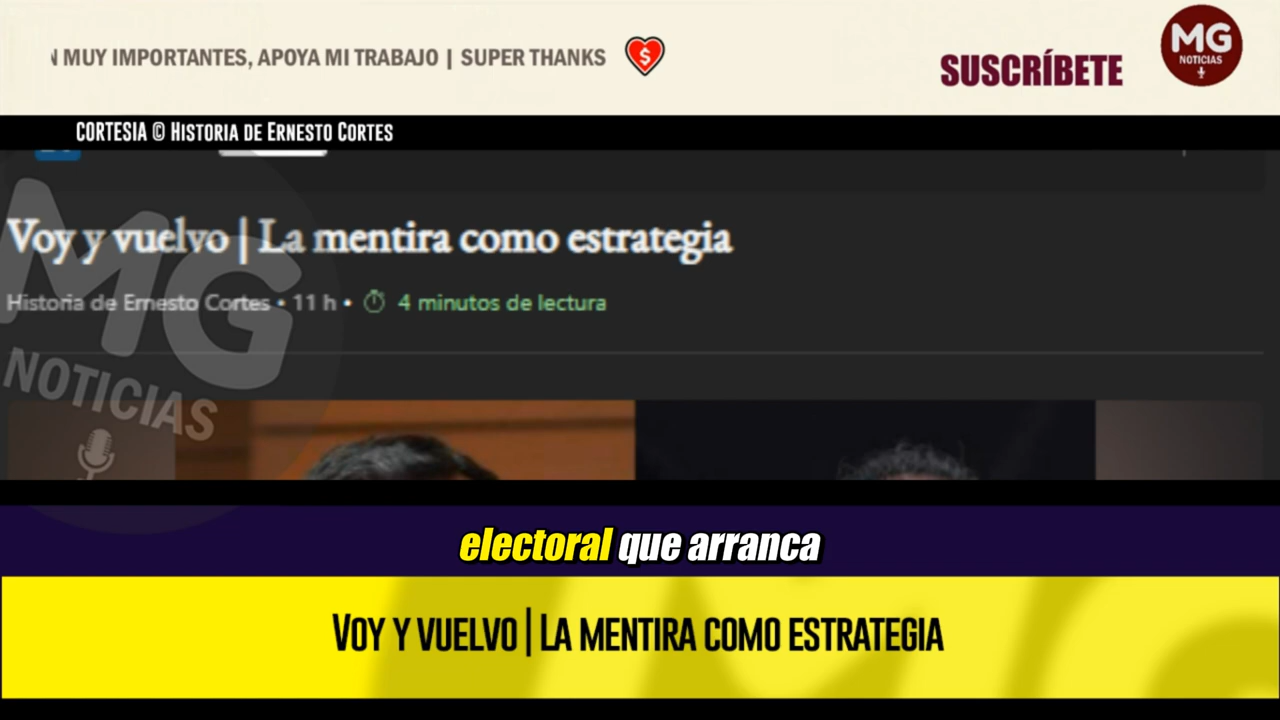 N MUY IMPORTANTES, APOYA MI TRABAJO | SUPER THANKS
SUSCRÍBETE
MG
NOTICIAS
CORTESIA © HISTORIA DE ERNESTO CORTES
Voy y vuelvo | La mentira como estrategia
Historia de Ernesto Cortes • 11 h • 4 minutos de lectura
MG
NOTICIAS
electoral que arranca
VOY Y VUELVO | LA MENTIRA COMO ESTRATEGIA